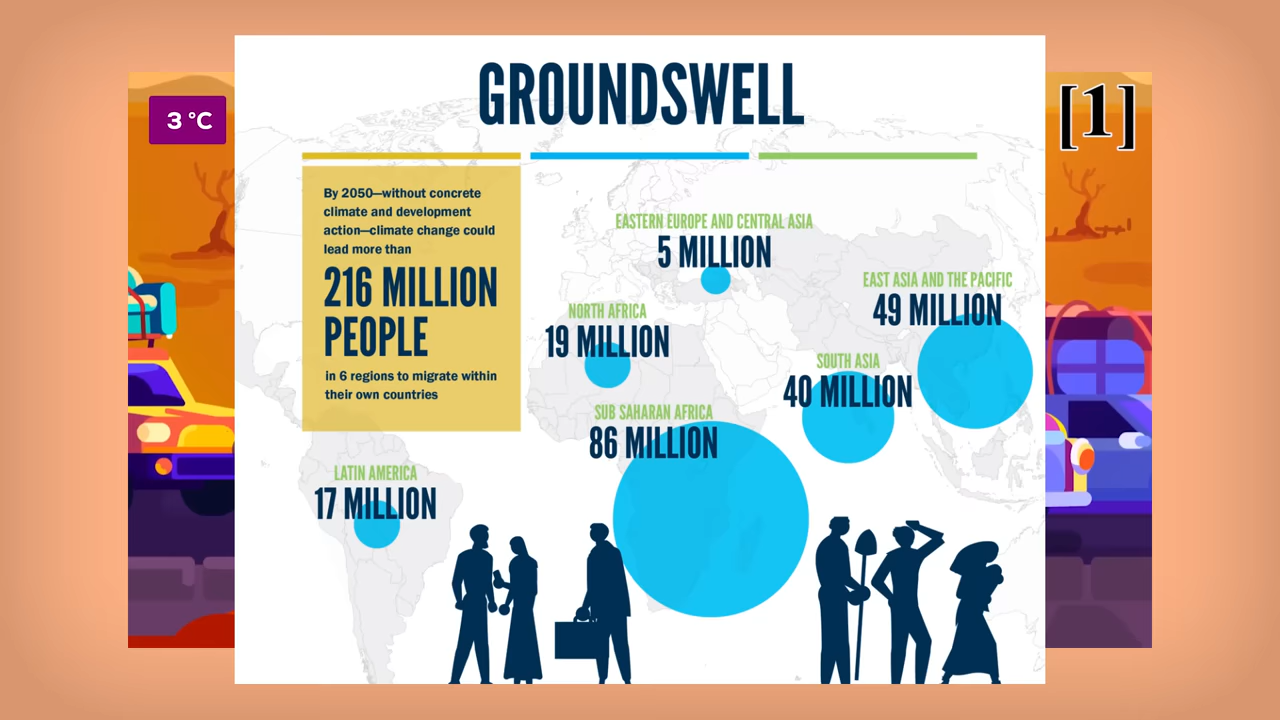 GROUNDSWELL
3 °C
[1]
By 2050—without concrete
climate and development
action—climate change could
lead more than
216 MILLION
PEOPLE
in 6 regions to migrate within
their own countries
EASTERN EUROPE AND CENTRAL ASIA
5 MILLION
EAST ASIA AND THE PACIFIC
49 MILLION
NORTH AFRICA
19 MILLION
SOUTH ASIA
40 MILLION
SUB SAHARAN AFRICA
86 MILLION
LATIN AMERICA
17 MILLION